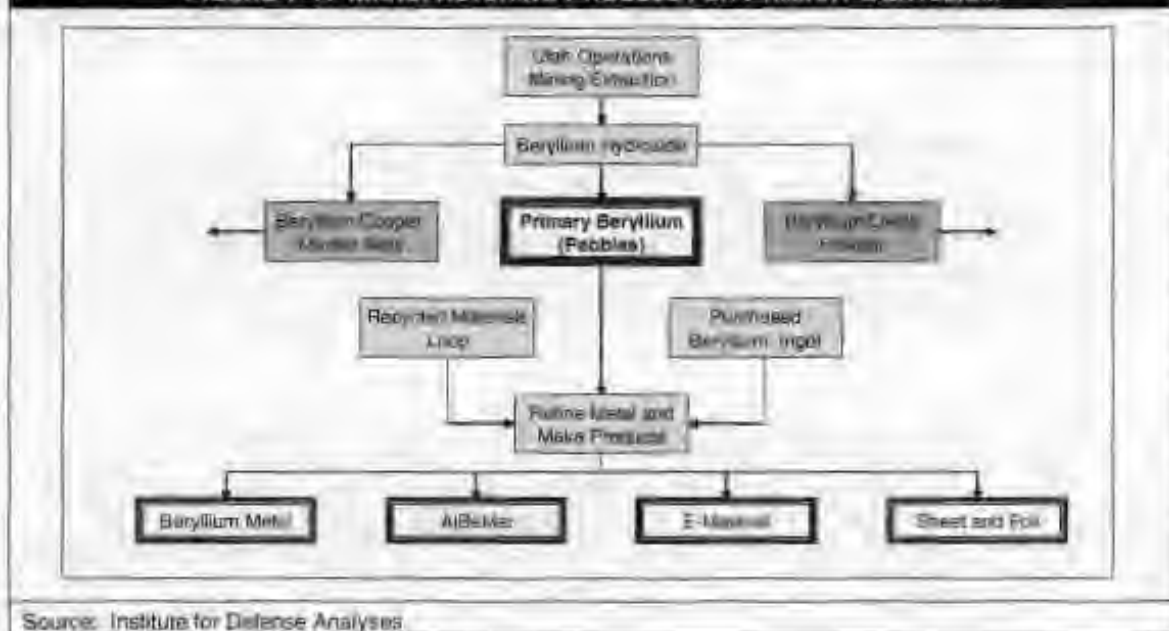 Utah Operations
Mining Extraction
Beryllium Hydroxide
Beryllium Copper
Master
Primary Beryllium
(Pebbles)
Beryllium
Recycled Materials
Loop
Purchased
Beryllium Ingot
Refine Metal and
Make Products
Beryllium Metal
AlBeMet
E-Material
Sheet and Foil
Source: Institute for Defense Analyses